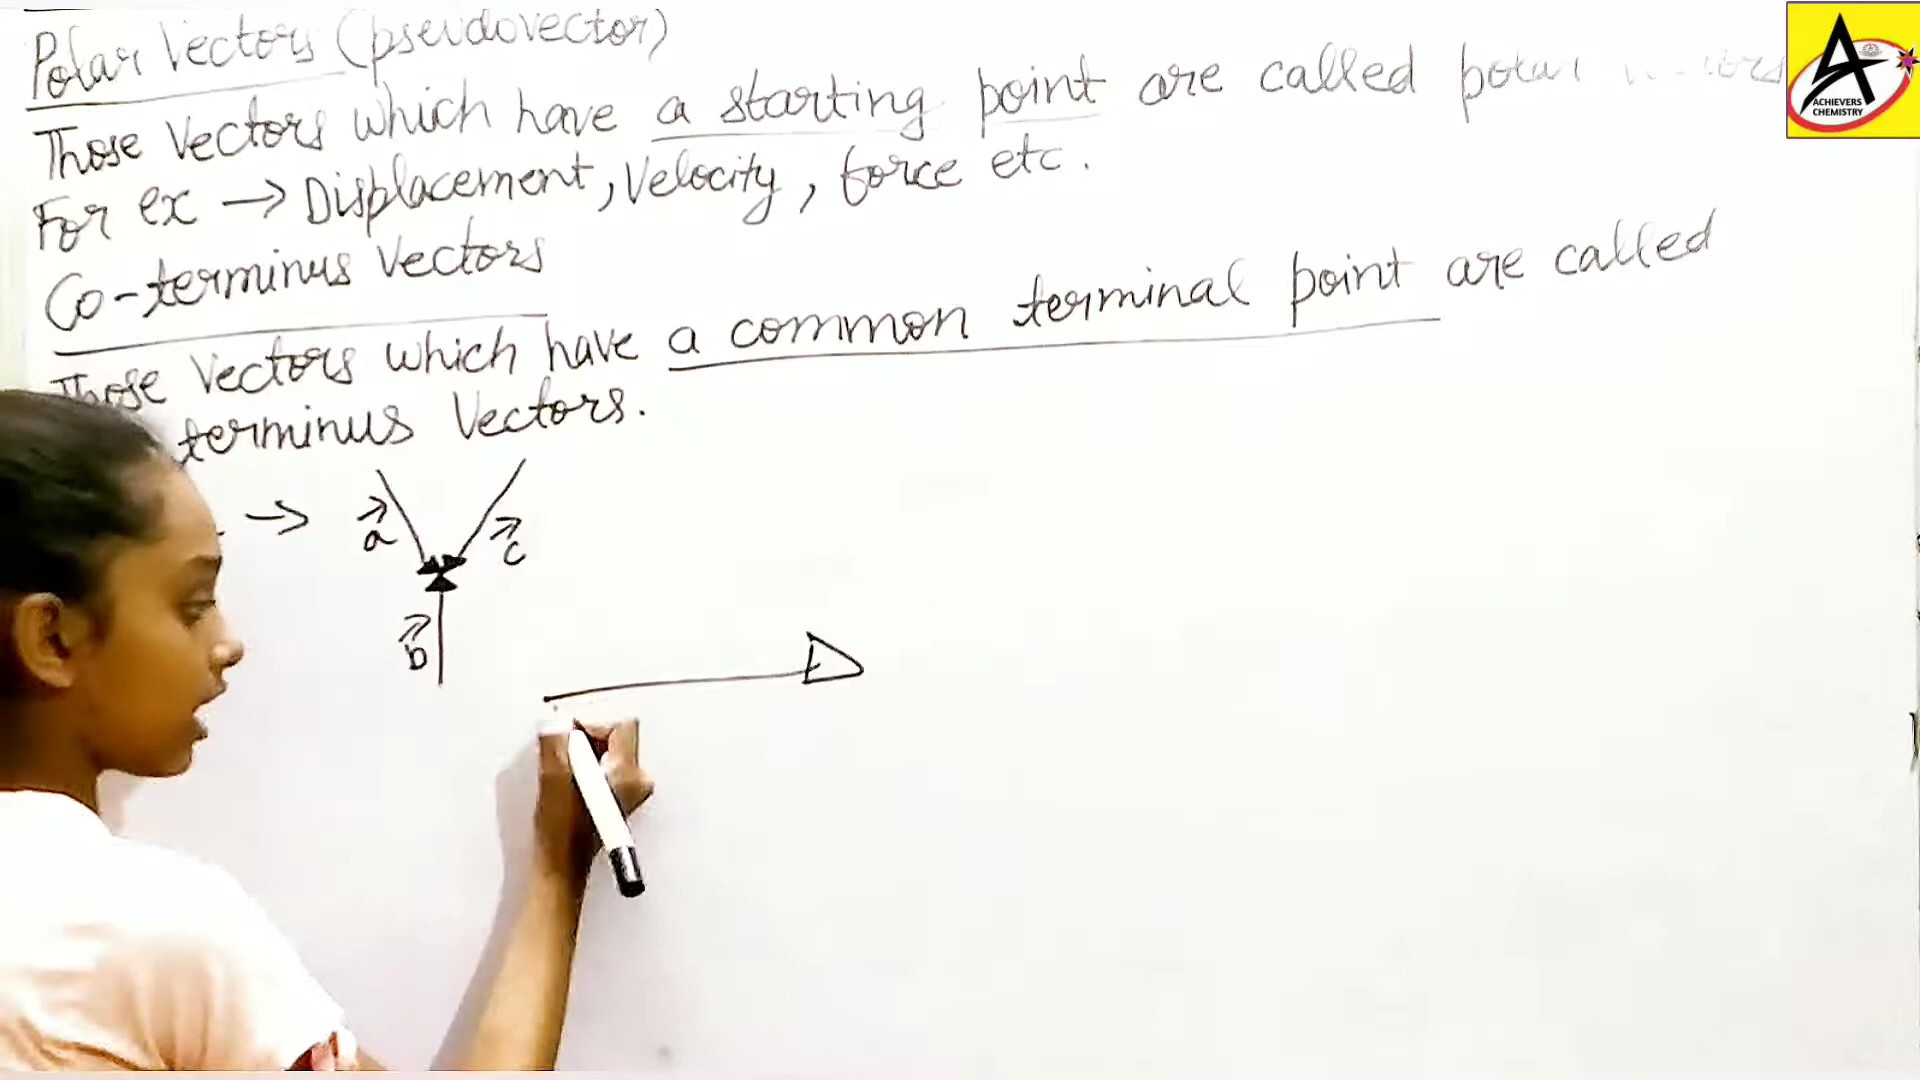 Polar Vectors (pseudovector)
Those Vectors which have a starting point are called polar
For ex → Displacement, Velocity, force etc.
Co-terminus Vectors
Those Vectors which have a common terminal point are called
terminus Vectors.
→ a c
b
A
ACHIEVERS
CHEMISTRY